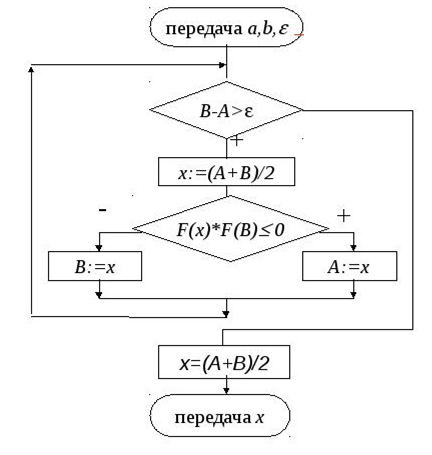 передача a,b,ε
B-A>ε
+
x:=(A+B)/2
-
+
F(x)*F(B)≤0
B:=x
A:=x
x=(A+B)/2
передача x